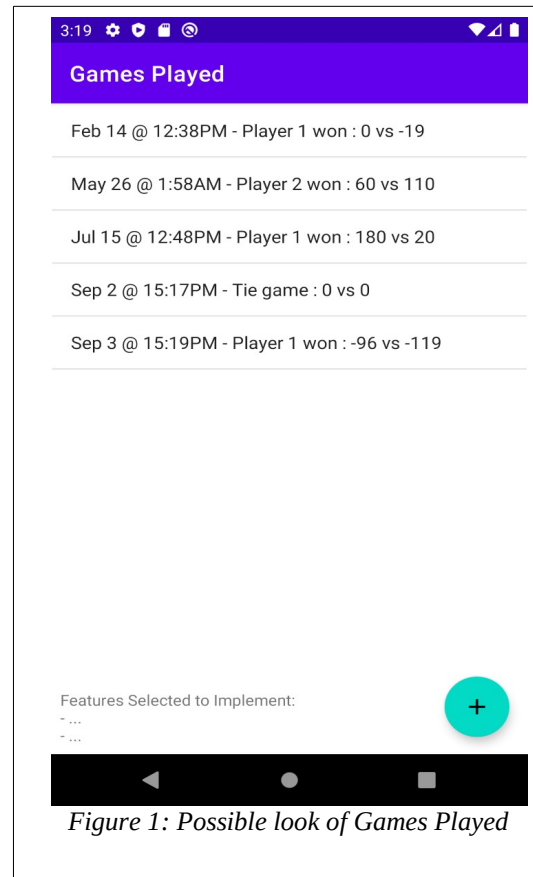 3:19
Games Played
Feb 14 @ 12:38PM - Player 1 won : 0 vs -19
May 26 @ 1:58AM - Player 2 won : 60 vs 110
Jul 15 @ 12:48PM - Player 1 won : 180 vs 20
Sep 2 @ 15:17PM - Tie game : 0 vs 0
Sep 3 @ 15:19PM - Player 1 won : -96 vs -119
Features Selected to Implement:
- ...
- ...
+
Figure 1: Possible look of Games Played